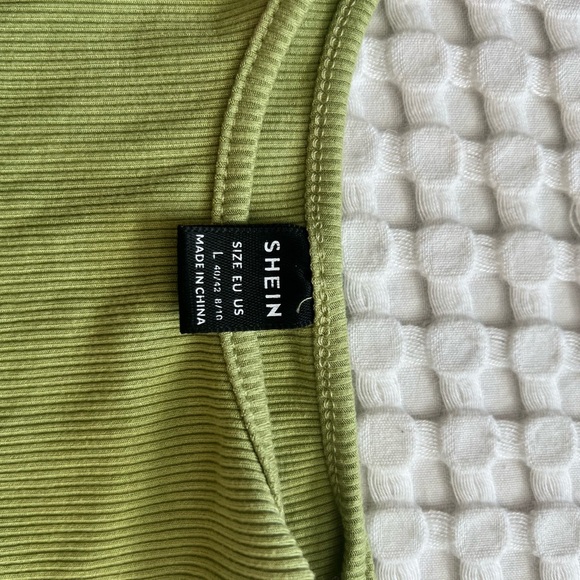 SHEIN
SIZE EU US
L 40/42 8/10
MADE IN CHINA